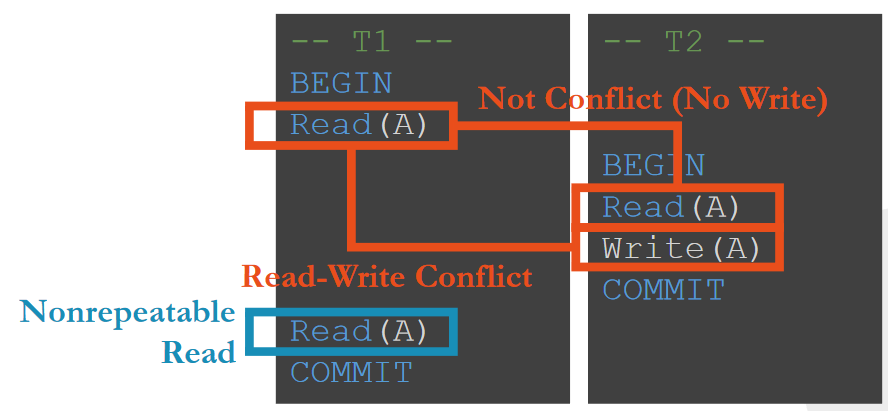 -- T1 --
BEGIN
Read(A)
Read(A)
COMMIT
-- T2 --
BEGIN
Read(A)
Write(A)
COMMIT
Not Conflict (No Write)
Read-Write Conflict
Nonrepeatable
Read